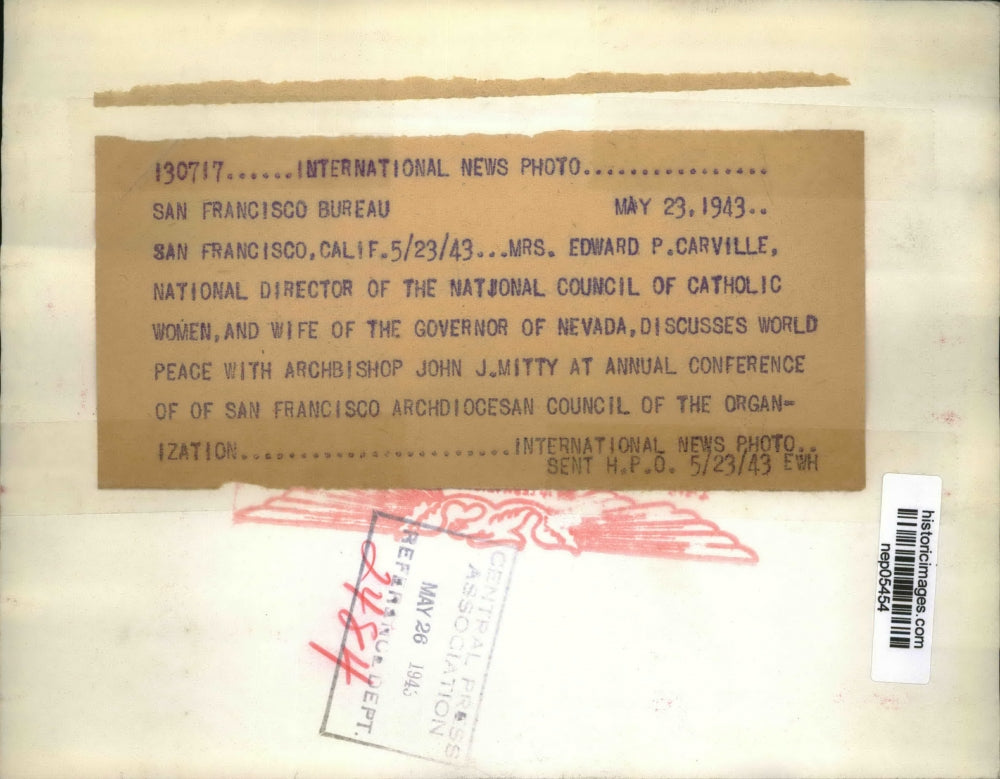 130717......INTERNATIONAL NEWS PHOTO................
SAN FRANCISCO BUREAU MAY 23,1943..
SAN FRANCISCO,CALIF.5/23/43...MRS. EDWARD P.CARVILLE,
NATIONAL DIRECTOR OF THE NATIONAL COUNCIL OF CATHOLIC
WOMEN,AND WIFE OF THE GOVERNOR OF NEVADA,DISCUSSES WORLD
PEACE WITH ARCHBISHOP JOHN J.MITTY AT ANNUAL CONFERENCE
OF OF SAN FRANCISCO ARCHDIOCESAN COUNCIL OF THE ORGAN-
IZATION........................INTERNATIONAL NEWS PHOTO..
SENT H.P.O. 5/23/43 EWH
CENTRAL PRESS
ASSOCIATION
MAY 26 1943
REFERENCE DEPT.
2484
historicimages.com
nep05454